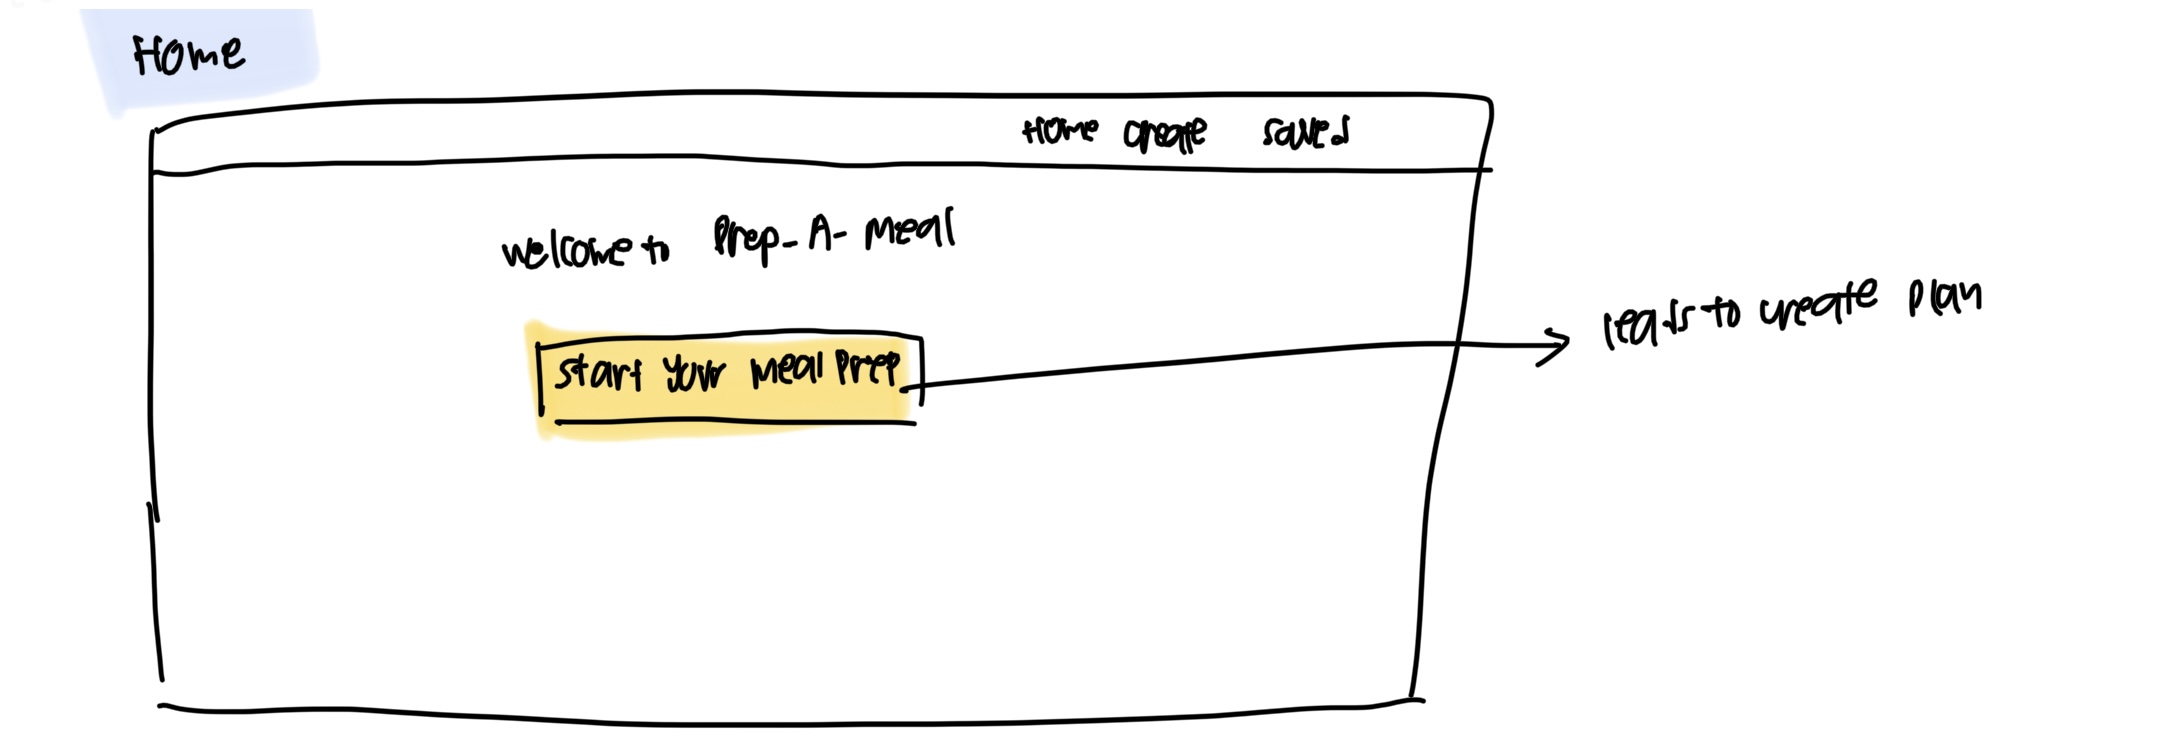 Home
Home create saved
welcome to Prep-A-Meal
start your meal prep
leads to create plan